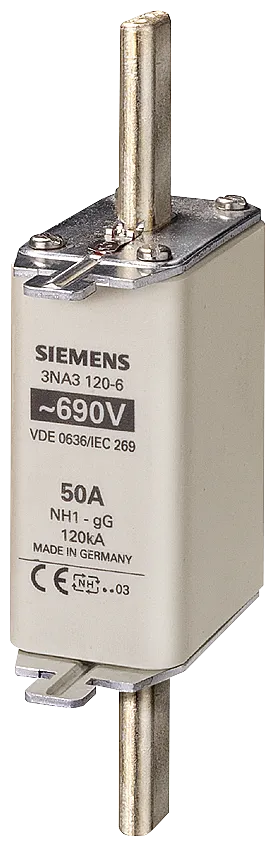 SIEMENS
3NA3 120-6
~690V
VDE 0636/IEC 269
50A
NH1 - gG
120kA
MADE IN GERMANY
CE NH ..03